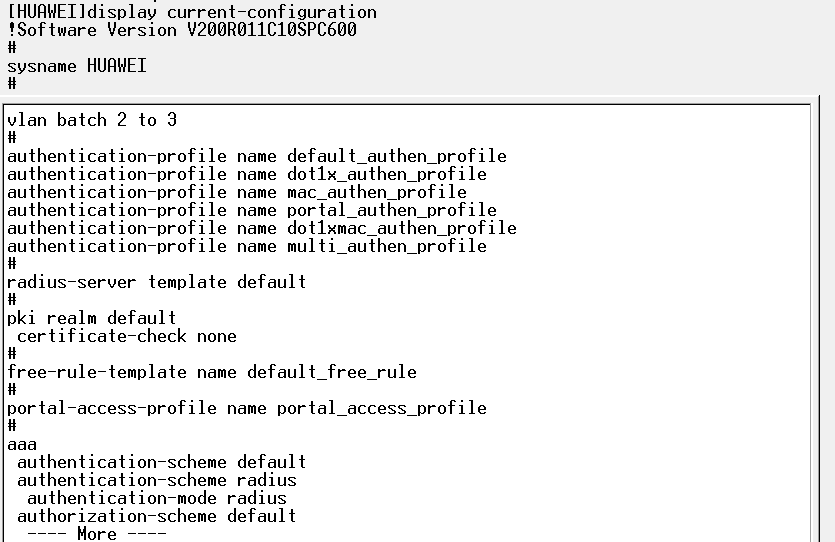 [HUAWEI]display current-configuration
!Software Version V200R011C10SPC600
#
sysname HUAWEI
#
vlan batch 2 to 3
#
authentication-profile name default_authen_profile
authentication-profile name dot1x_authen_profile
authentication-profile name mac_authen_profile
authentication-profile name portal_authen_profile
authentication-profile name dot1xmac_authen_profile
authentication-profile name multi_authen_profile
#
radius-server template default
#
pki realm default
 certificate-check none
#
free-rule-template name default_free_rule
#
portal-access-profile name portal_access_profile
#
aaa
 authentication-scheme default
 authentication-scheme radius
  authentication-mode radius
 authorization-scheme default
  ---- More ----